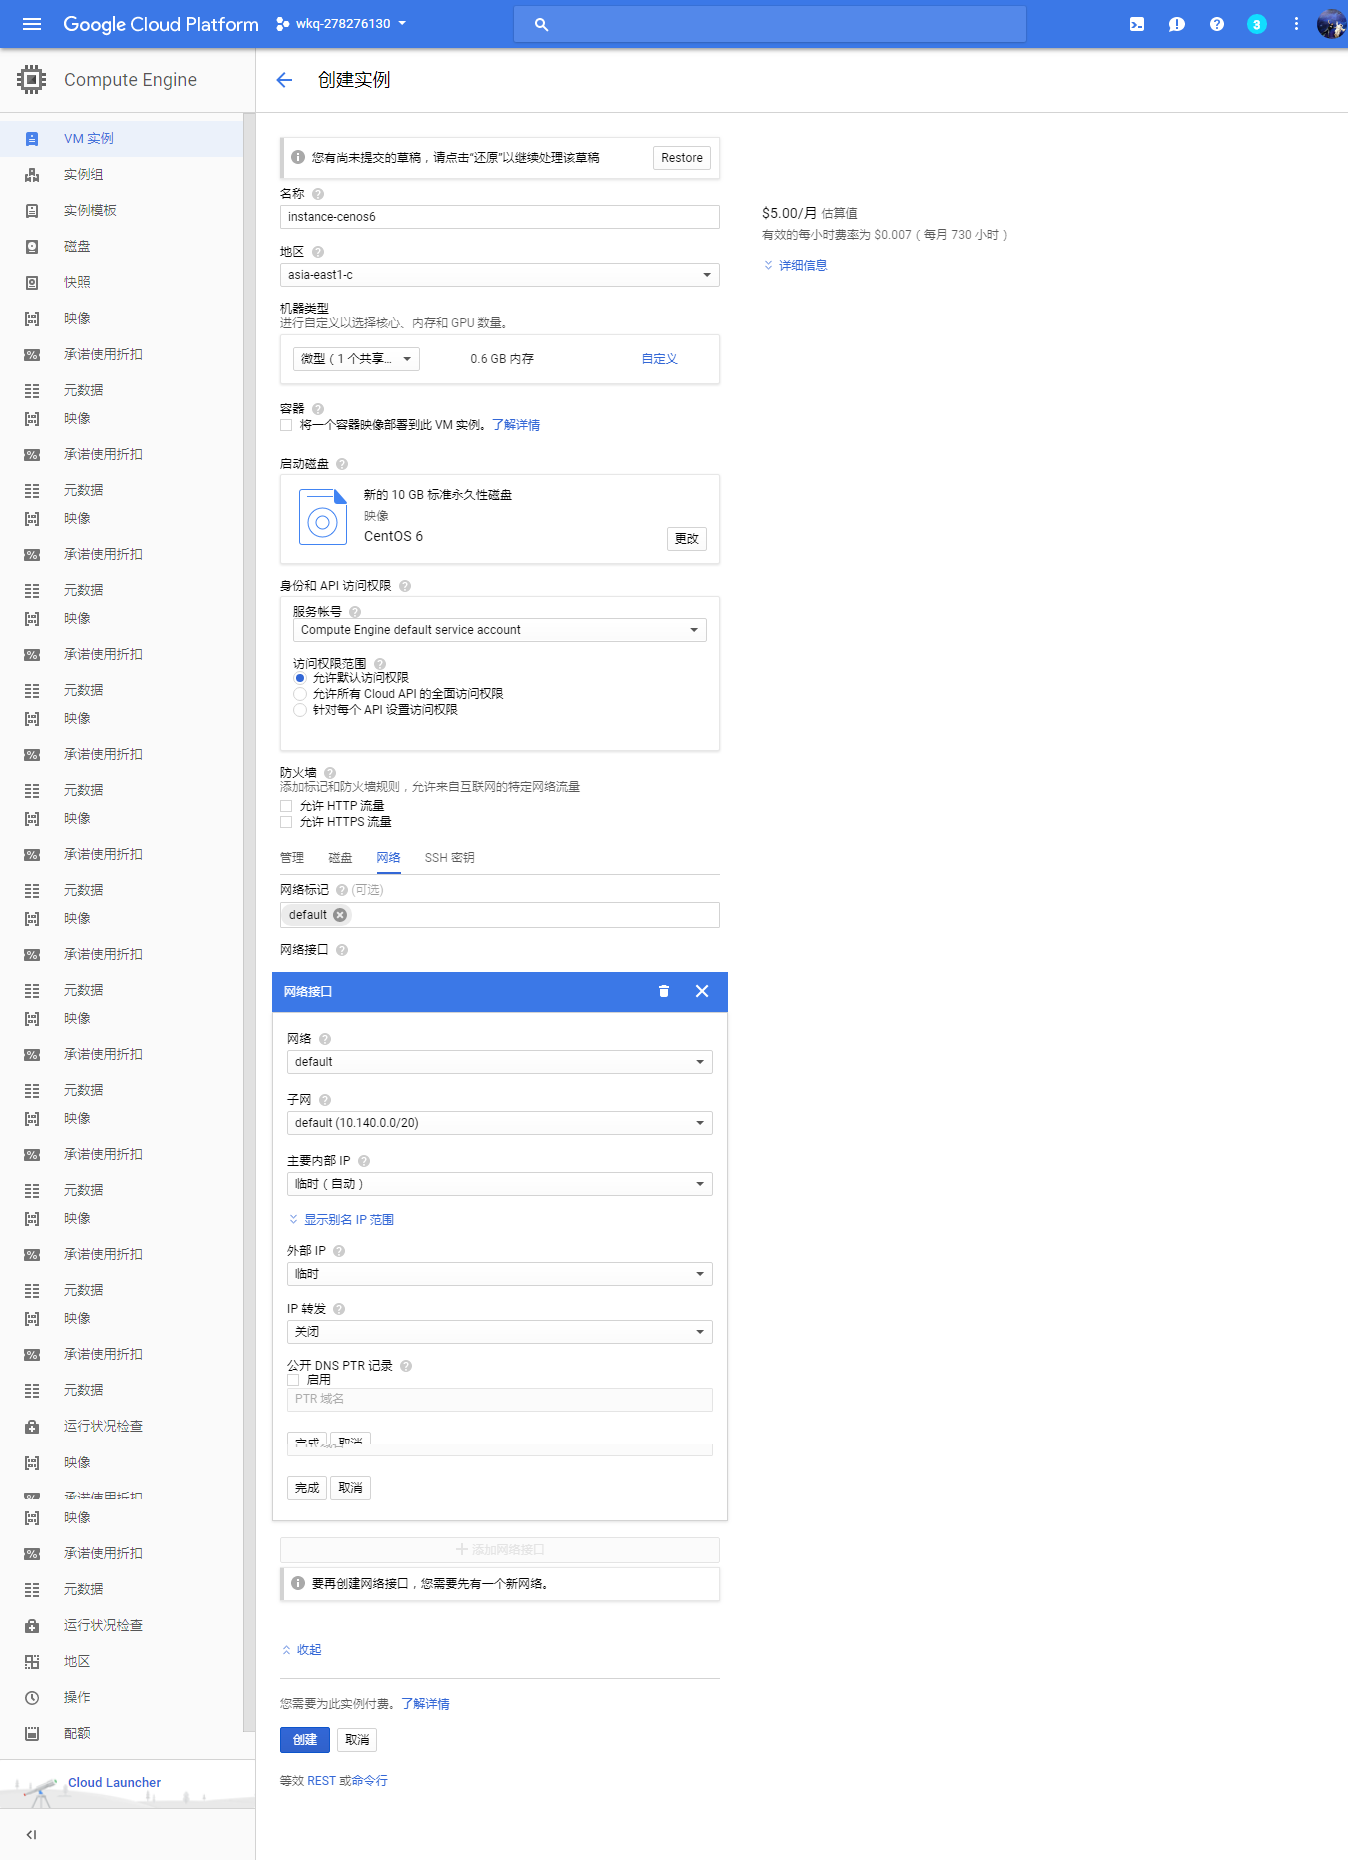 Google Cloud Platform
wkq-278276130
3
Compute Engine
创建实例
VM 实例
实例组
实例模板
磁盘
快照
映像
承诺使用折扣
元数据
映像
承诺使用折扣
元数据
映像
承诺使用折扣
元数据
映像
承诺使用折扣
元数据
映像
承诺使用折扣
元数据
映像
承诺使用折扣
元数据
映像
承诺使用折扣
元数据
映像
承诺使用折扣
元数据
映像
承诺使用折扣
元数据
映像
承诺使用折扣
元数据
映像
承诺使用折扣
元数据
运行状况检查
映像
承诺使用折扣
映像
承诺使用折扣
元数据
运行状况检查
地区
操作
配额
Cloud Launcher
您有尚未提交的草稿，请点击“还原”以继续处理该草稿
Restore
名称
instance-cenos6
地区
asia-east1-c
机器类型
进行自定义以选择核心、内存和 GPU 数量。
微型（1 个共享... 0.6 GB 内存 自定义
容器
将一个容器映像部署到此 VM 实例。了解详情
启动磁盘
新的 10 GB 标准永久性磁盘
映像
CentOS 6
更改
身份和 API 访问权限
服务帐号
Compute Engine default service account
访问权限范围
允许默认访问权限
允许所有 Cloud API 的全面访问权限
针对每个 API 设置访问权限
防火墙
添加标记和防火墙规则，允许来自互联网的特定网络流量
允许 HTTP 流量
允许 HTTPS 流量
管理 磁盘 网络 SSH 密钥
网络标记 (可选)
default
网络接口
网络接口
网络
default
子网
default (10.140.0.0/20)
主要内部 IP
临时（自动）
显示别名 IP 范围
外部 IP
临时
IP 转发
关闭
公开 DNS PTR 记录
启用
PTR 域名
完成 取消
完成 取消
添加网络接口
要再创建网络接口，您需要先有一个新网络。
收起
您需要为此实例付费。了解详情
创建 取消
等效 REST 或命令行
$5.00/月 估算值
有效的每小时费率为 $0.007（每月 730 小时）
详细信息